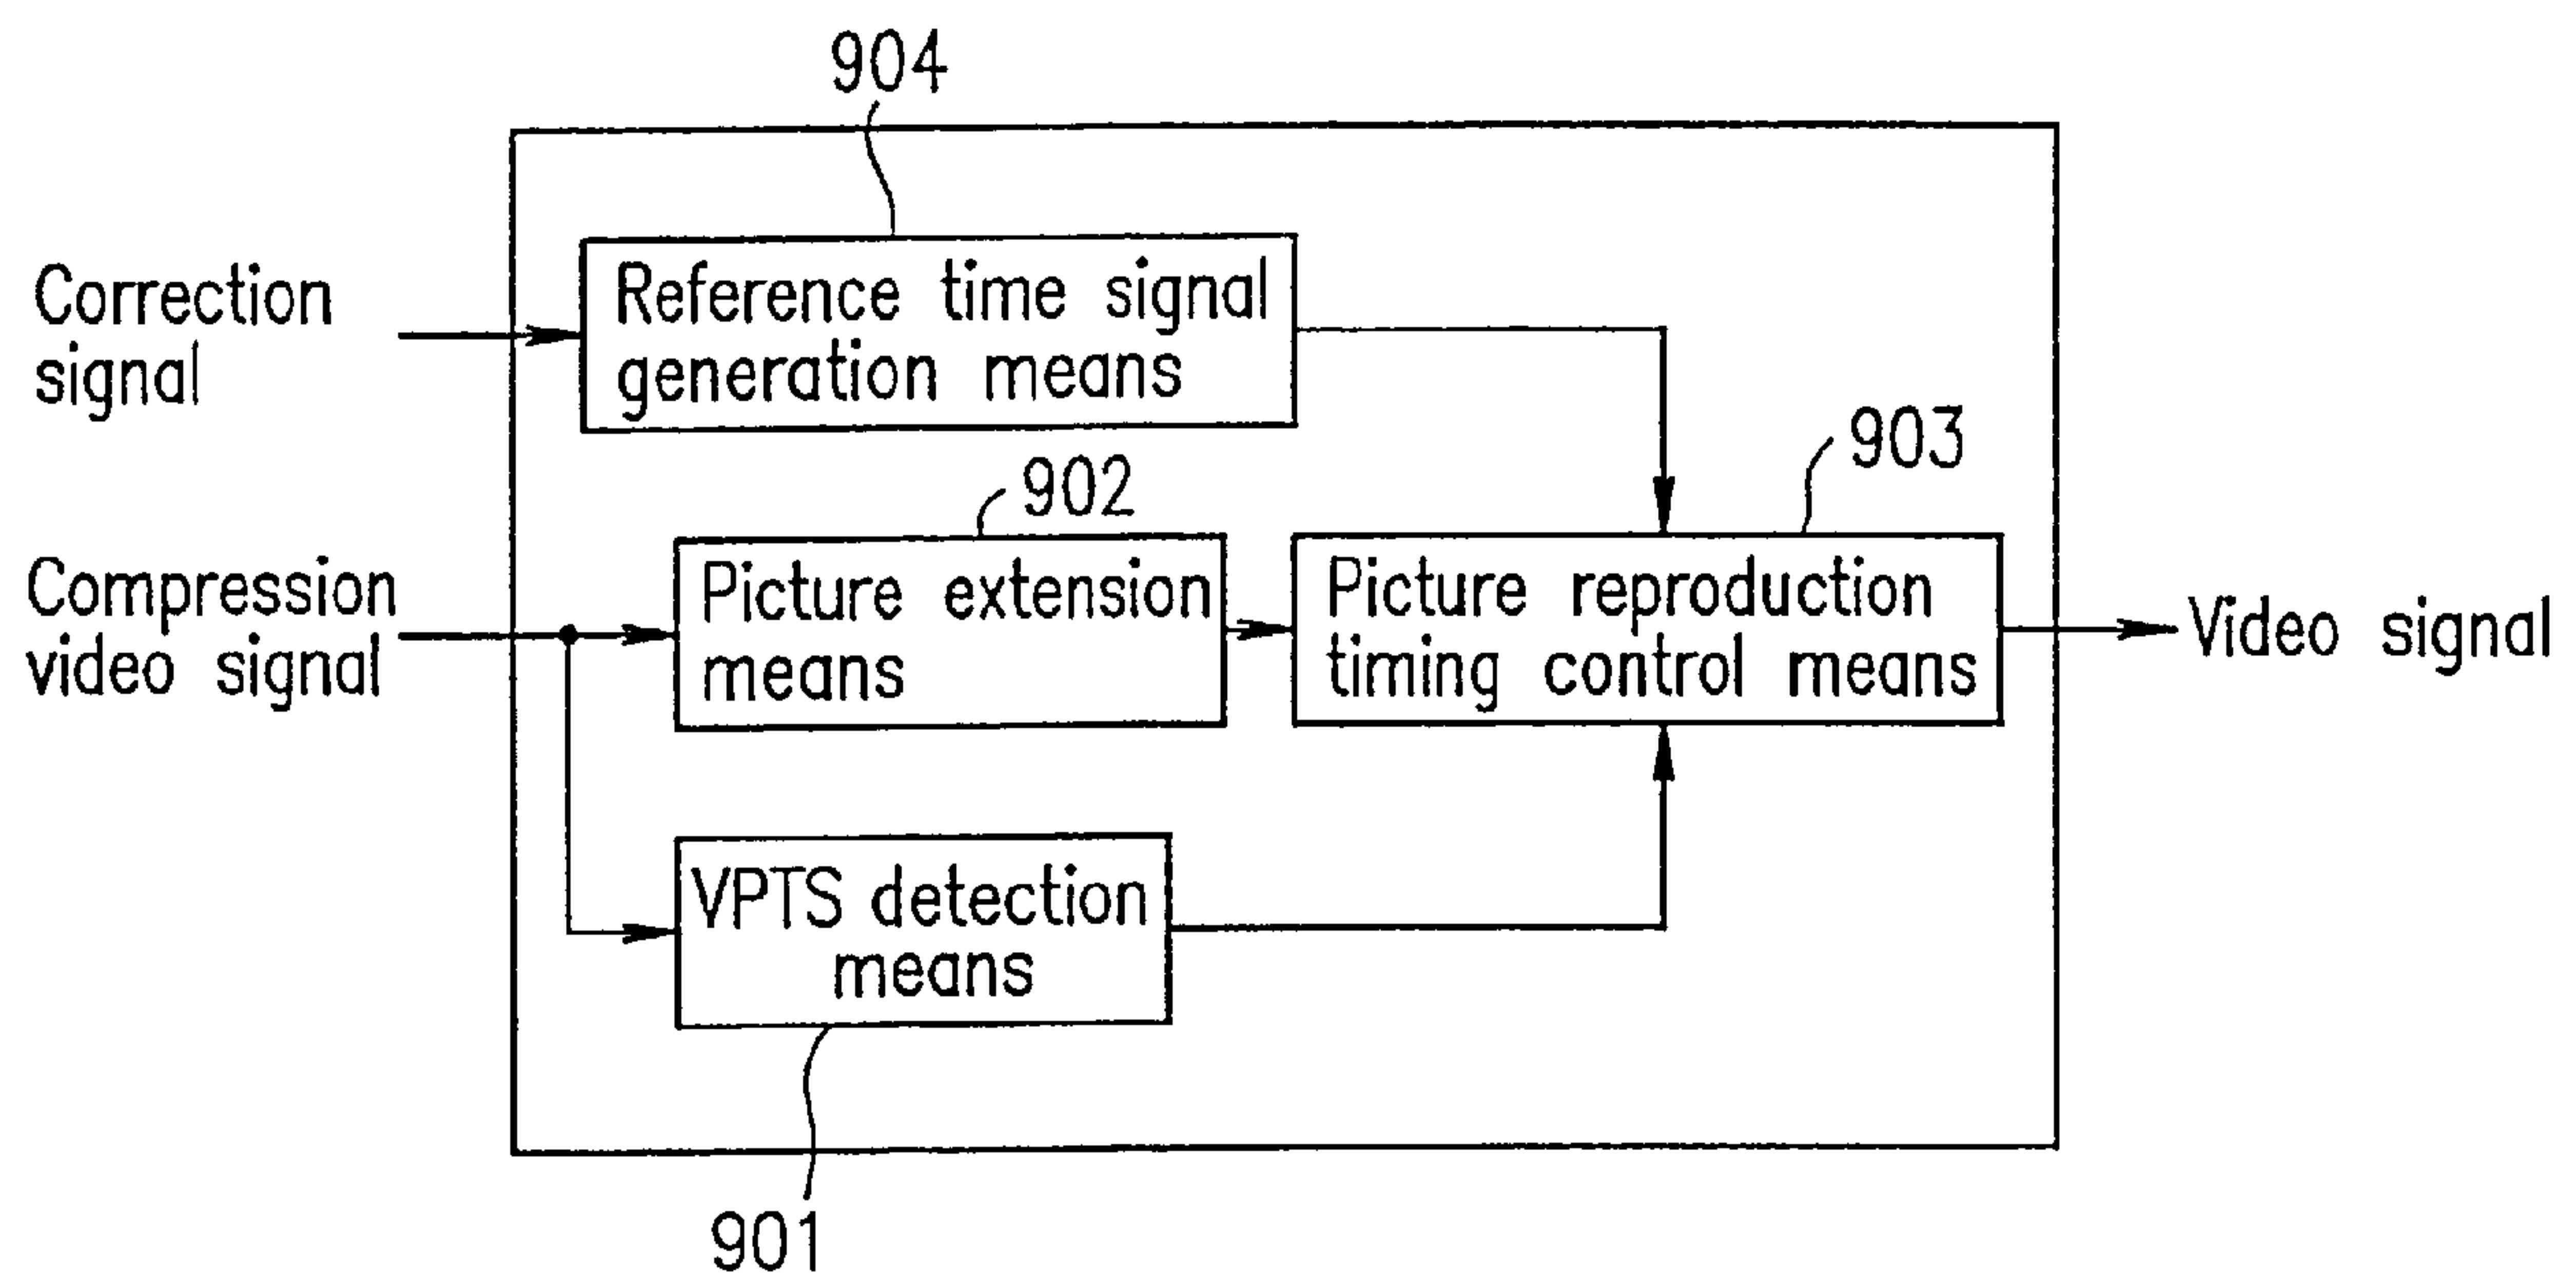 904
Correction
signal
Reference time signal
generation means
903
902
Compression
video signal
Picture extension
means
Picture reproduction
timing control means
Video signal
VPTS detection
means
901